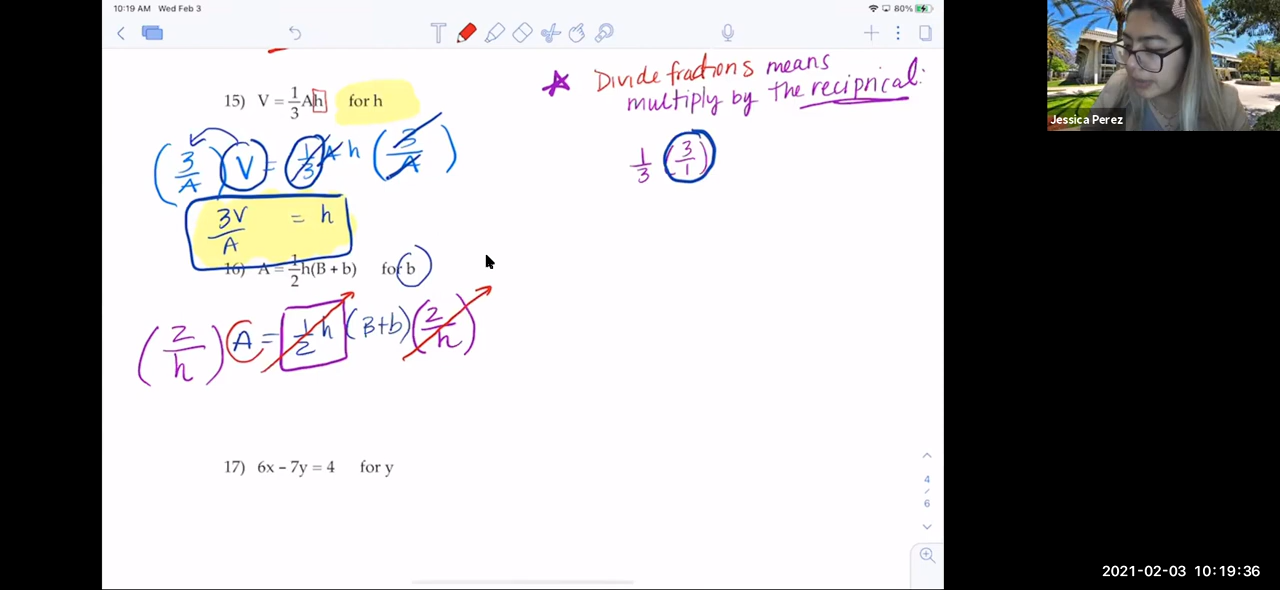 10:19 AM Wed Feb 3
80%
15) V = 1/3 Ah for h
(3/A) V = 1/3 A h (3/A)
3V/A = h
16) A = 1/2 h(B + b) for b
(2/h) A = 1/2 h (B+b) (2/h)
17) 6x – 7y = 4 for y
Divide fractions means
multiply by the reciprical:
1/3 (3/1)
4
/
6
Jessica Perez
2021-02-03 10:19:36